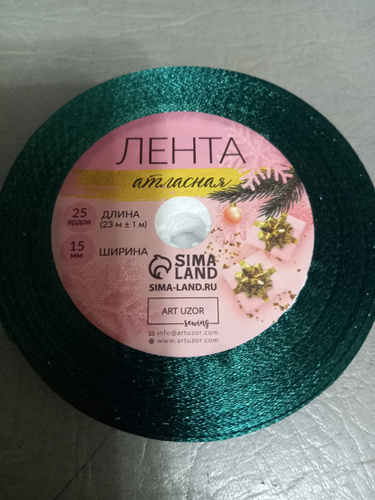 ЛЕНТА
атласная
25 ярдов
ДЛИНА
(23 м ± 1 м)
15 мм
ШИРИНА
SIMA
LAND
SIMA-LAND.RU
ART UZOR
sewing
info@artuzor.com
www.artuzor.com